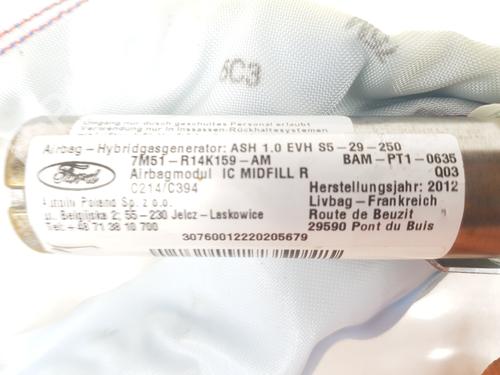 6C3
Umgang nur durch geschultes Personal erlaubt
Verwendung nur in Insassen-Rückhaltesystemen
Airbag - Hybridgasgenerator: ASH 1.0 EVH S5-29-250
Ford
7M51-R14K159-AM
BAM-PT1-0635
Airbagmodul IC MIDFILL R
Q03
C214/C394
Herstellungsjahr: 2012
Autoliv Poland Sp. z o.o.
Livbag-Frankreich
ul. Belgijska 2; 55-230 Jelcz-Laskowice
Route de Beuzit
Tel: + 48 71 38 10 700
29590 Pont du Buis
30760012220205679